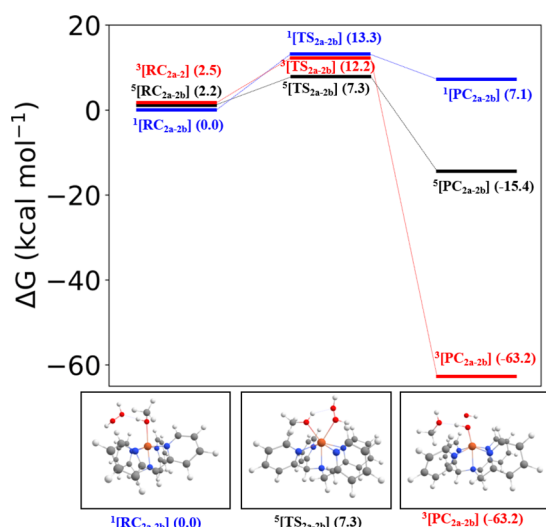 20
0
−20
−40
−60
ΔG (kcal mol⁻¹)
¹[TS₂ₐ₋₂b] (13.3)
³[RC₂ₐ₋₂] (2.5)
³[TS₂ₐ₋₂b] (12.2)
⁵[RC₂ₐ₋₂b] (2.2)
⁵[TS₂ₐ₋₂b] (7.3)
¹[PC₂ₐ₋₂b] (7.1)
¹[RC₂ₐ₋₂b] (0.0)
⁵[PC₂ₐ₋₂b] (-15.4)
³[PC₂ₐ₋₂b] (-63.2)
¹[RC₂ₐ₋₂b] (0.0)
⁵[TS₂ₐ₋₂b] (7.3)
³[PC₂ₐ₋₂b] (-63.2)